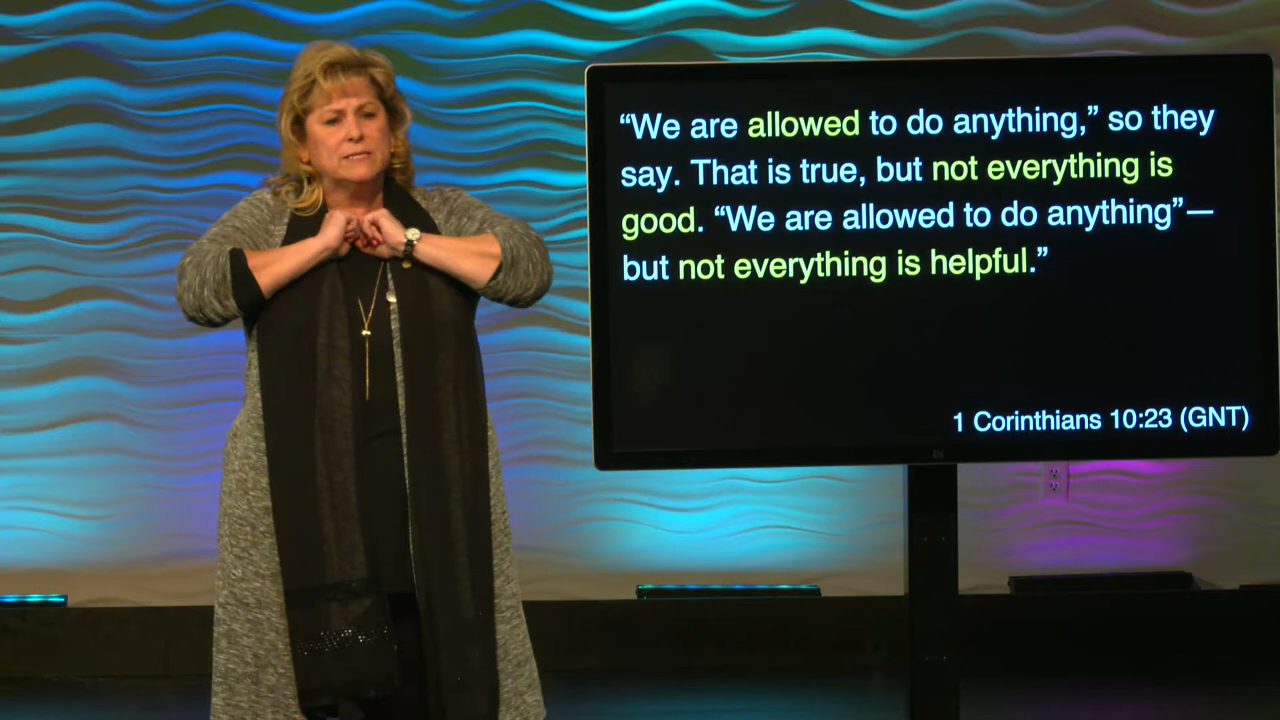 “We are allowed to do anything,” so they
say. That is true, but not everything is
good. “We are allowed to do anything”—
but not everything is helpful.”
1 Corinthians 10:23 (GNT)